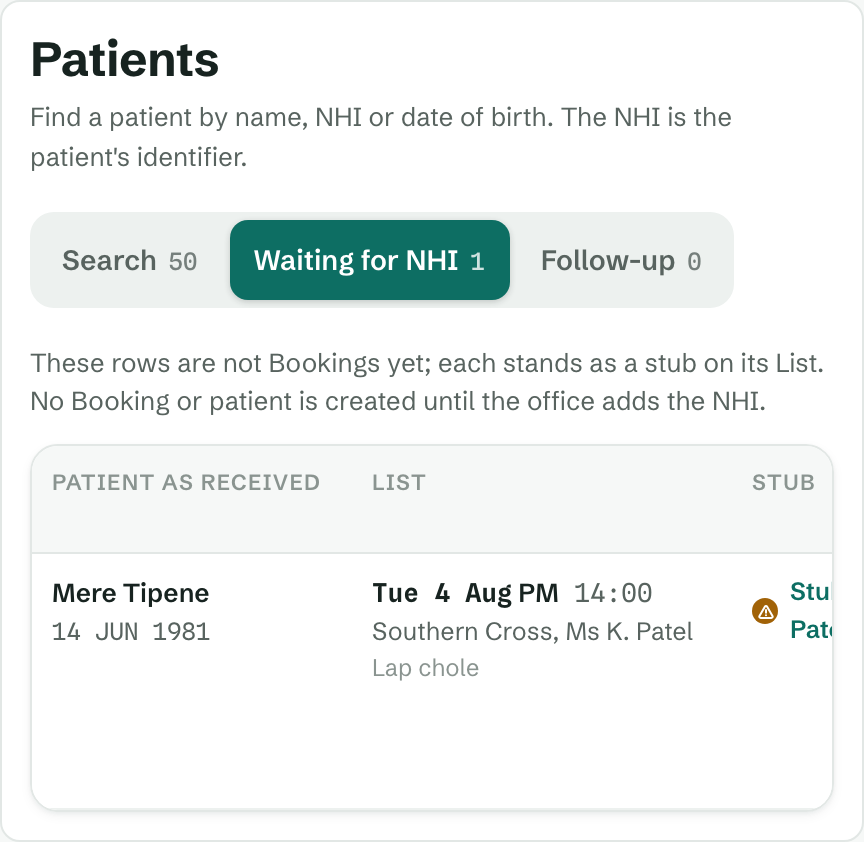 Patients
Find a patient by name, NHI or date of birth. The NHI is the
patient's identifier.
Search 50 Waiting for NHI 1 Follow-up 0
These rows are not Bookings yet; each stands as a stub on its List.
No Booking or patient is created until the office adds the NHI.
PATIENT AS RECEIVED LIST STUB
Mere Tipene
14 JUN 1981
Tue 4 Aug PM 14:00
Southern Cross, Ms K. Patel
Lap chole